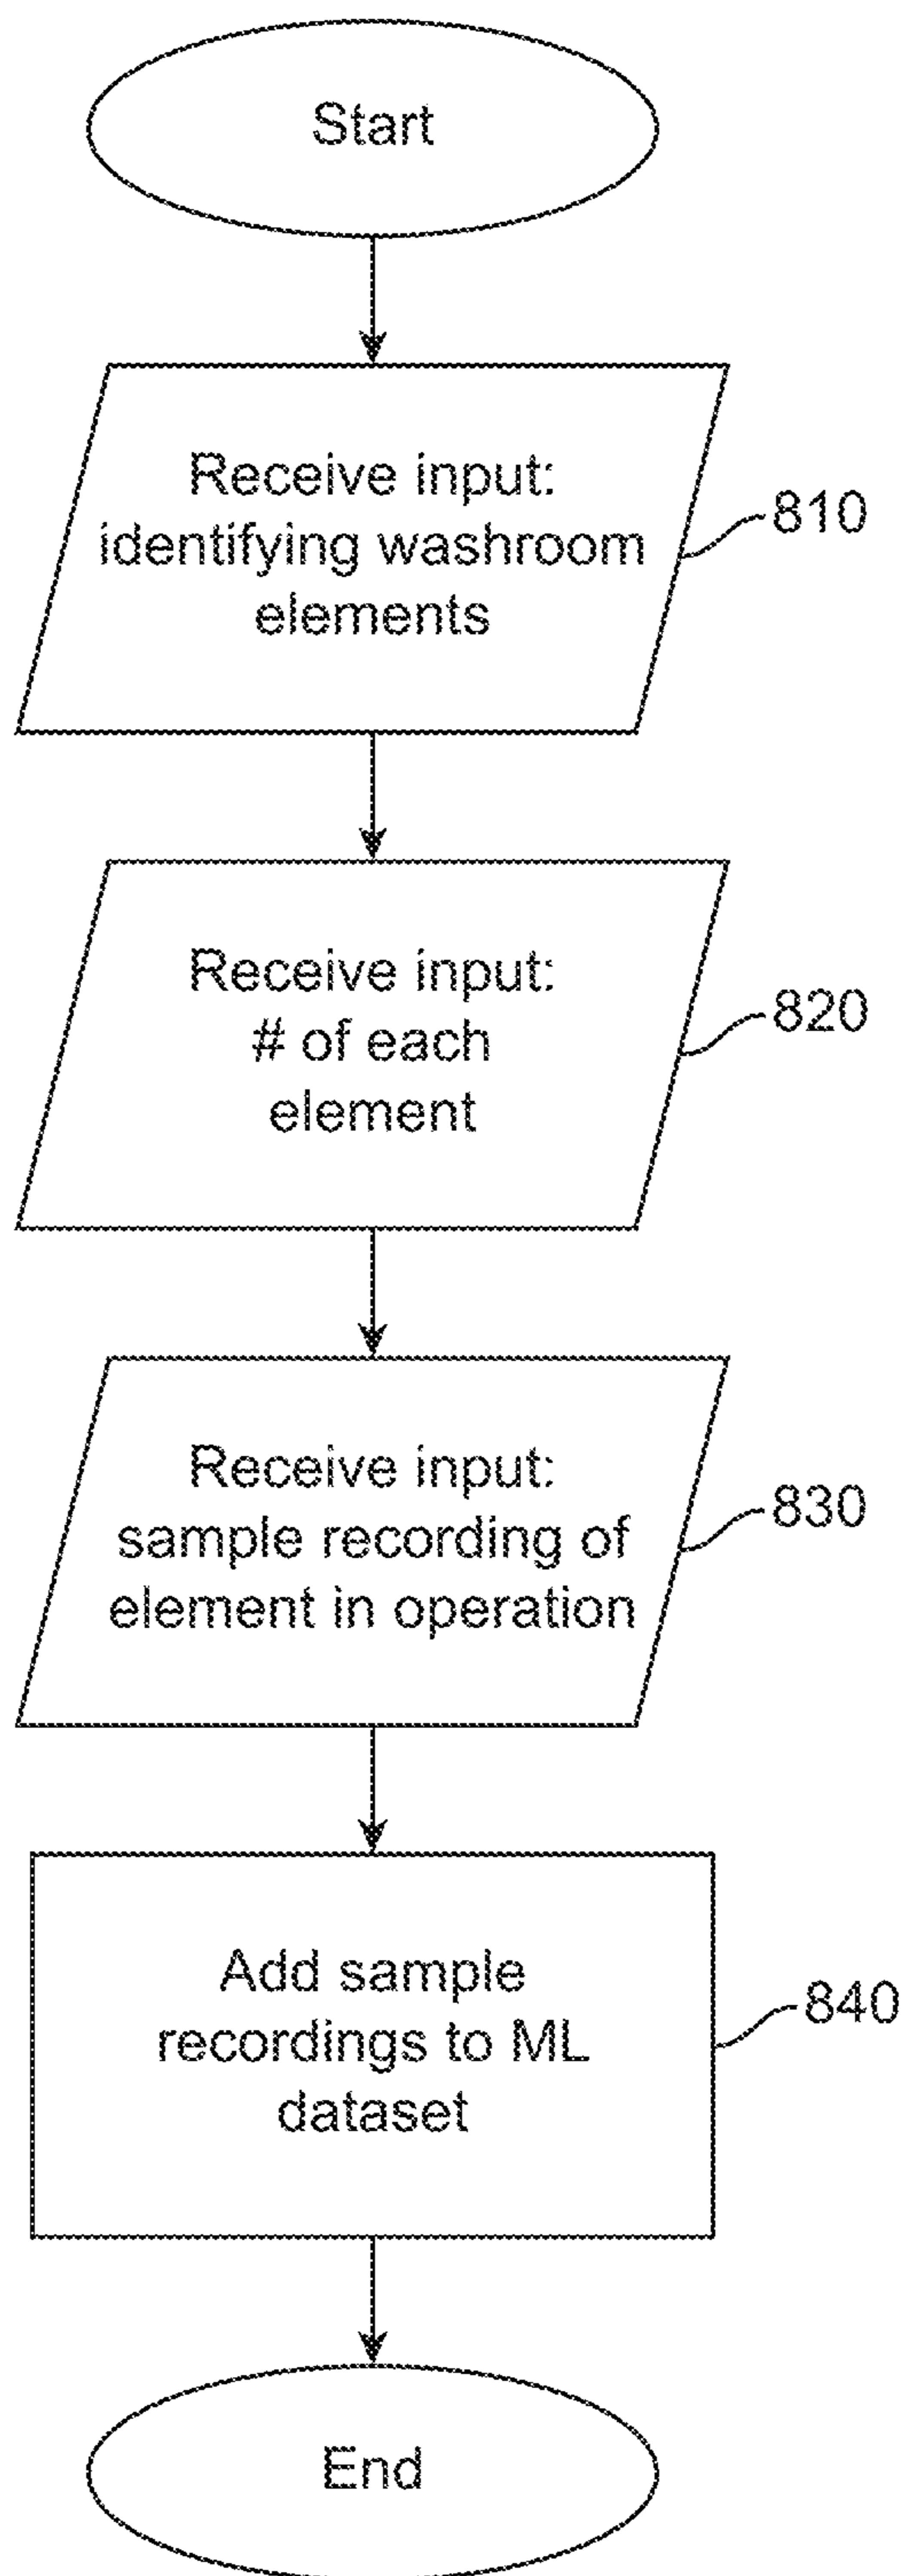 Start
Receive input:
identifying washroom
elements
810
Receive input:
# of each
element
820
Receive input:
sample recording of
element in operation
830
Add sample
recordings to ML
dataset
840
End